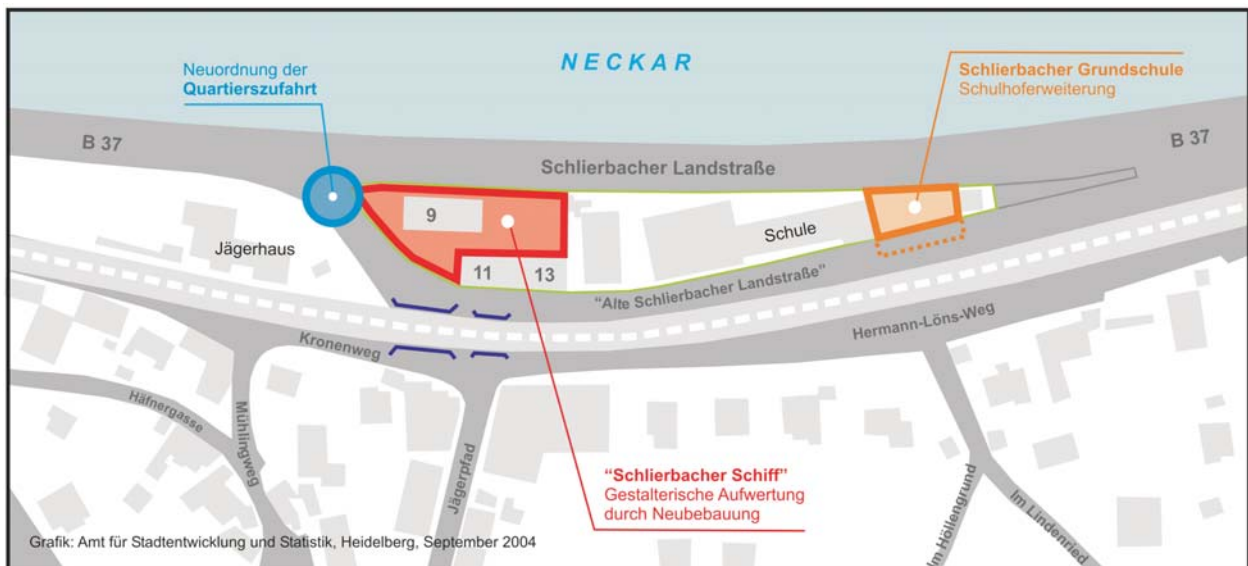 NECKAR
Neuordnung der
Quartierszufahrt
Schlierbacher Grundschule
Schulhoferweiterung
B 37
B 37
Schlierbacher Landstraße
9
Schule
Jägerhaus
11 13
"Alte Schlierbacher Landstraße"
Hermann-Löns-Weg
Kronenweg
Häfnergasse
Mühlingweg
Jägerpfad
"Schlierbacher Schiff"
Gestalterische Aufwertung
durch Neubebauung
Im Höllengrund
Im Lindenried
Grafik: Amt für Stadtentwicklung und Statistik, Heidelberg, September 2004